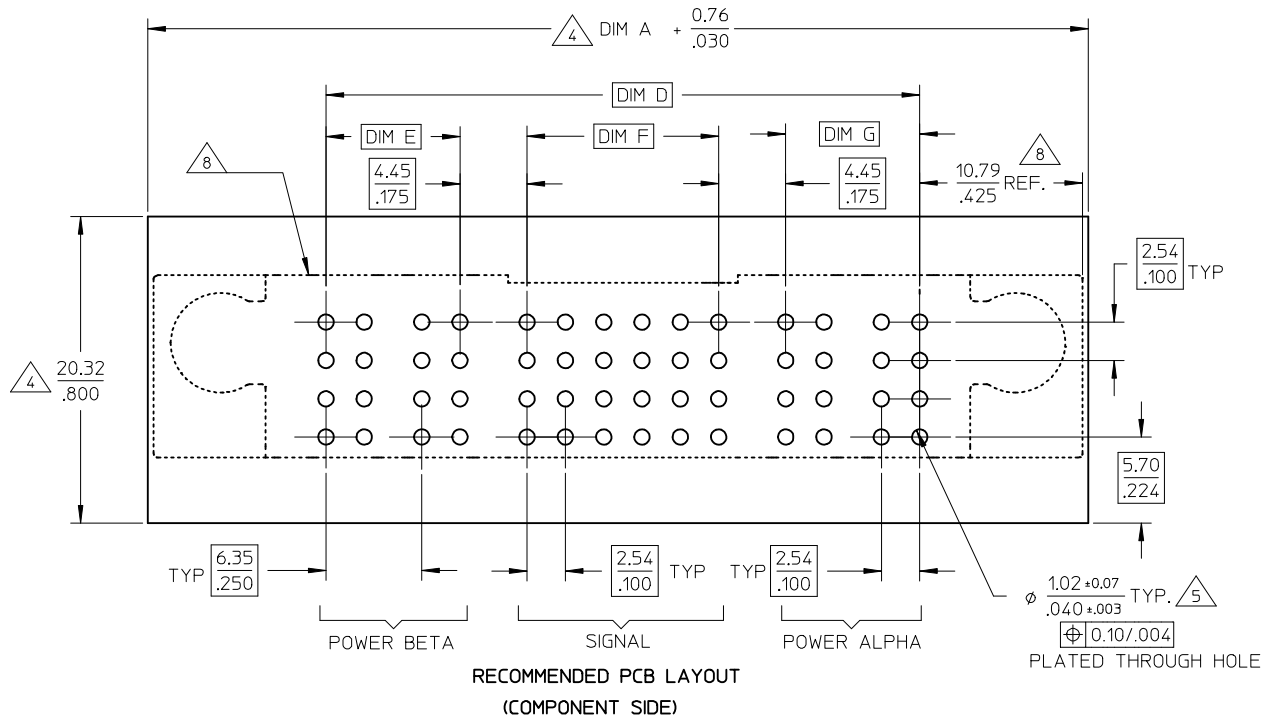 4 DIM A + 0.76
.030
DIM D
DIM E
DIM F
DIM G
8
4.45
.175
4.45
.175
10.79
.425 REF.
8
2.54
.100 TYP
4 20.32
.800
5.70
.224
TYP 6.35
.250
2.54
.100 TYP
TYP 2.54
.100
⌀ 1.02 ±0.07
.040 ±.003 TYP. 5
⌖ 0.10/.004
PLATED THROUGH HOLE
POWER BETA
SIGNAL
POWER ALPHA
RECOMMENDED PCB LAYOUT
(COMPONENT SIDE)